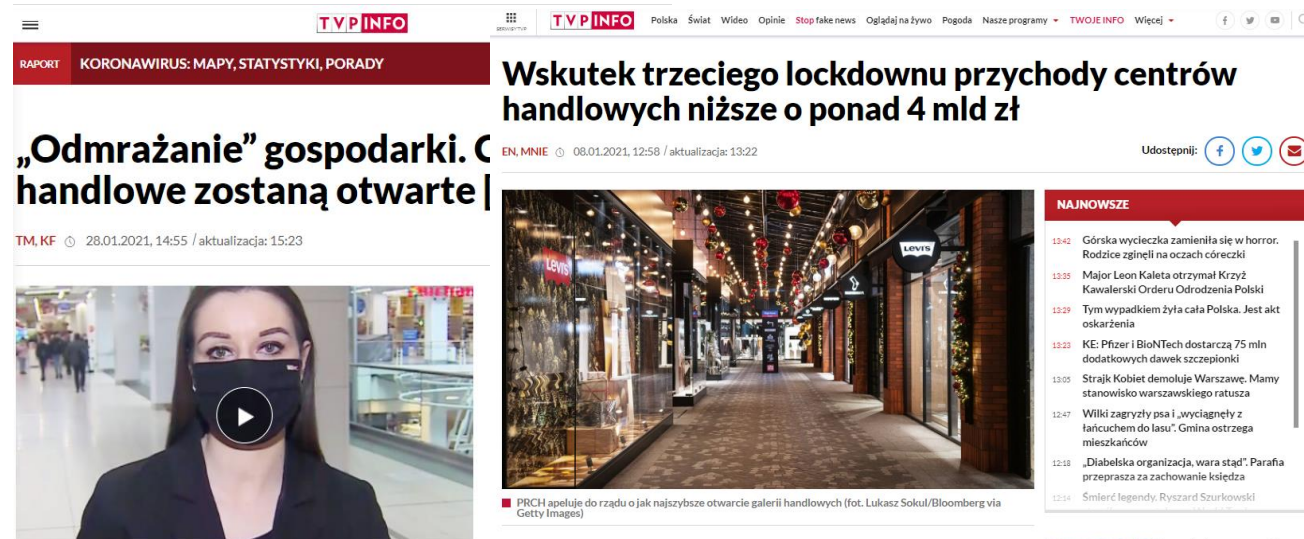 TVP INFO
RAPORT KORONAWIRUS: MAPY, STATYSTYKI, PORADY
„Odmrażanie” gospodarki. C
handlowe zostaną otwarte [
TM, KF 28.01.2021, 14:55 / aktualizacja: 15:23
SERWISY TVP
TVP INFO Polska Świat Wideo Opinie Stop fake news Oglądaj na żywo Pogoda Nasze programy TWOJE INFO Więcej
Wskutek trzeciego lockdownu przychody centrów
handlowych niższe o ponad 4 mld zł
EN, MNIE 08.01.2021, 12:58 / aktualizacja: 13:22
Udostępnij:
LEVI'S
LEVI'S
PRCH apeluje do rządu o jak najszybsze otwarcie galerii handlowych (fot. Lukasz Sokul/Bloomberg via
Getty Images)
NAJNOWSZE
13:42 Górska wycieczka zamieniła się w horror.
Rodzice zginęli na oczach córeczki
13:35 Major Leon Kaleta otrzymał Krzyż
Kawalerski Orderu Odrodzenia Polski
13:29 Tym wypadkiem żyła cała Polska. Jest akt
oskarżenia
13:23 KE: Pfizer i BioNTech dostarczą 75 mln
dodatkowych dawek szczepionki
13:05 Strajk Kobiet demoluje Warszawę. Mamy
stanowisko warszawskiego ratusza
12:47 Wilki zagryzły psa i „wyciągnęły z
łańcuchem do lasu”. Gmina ostrzega
mieszkańców
12:18 „Diabelska organizacja, wara stąd”. Parafia
przeprasza za zachowanie księdza
12:14 Śmierć legendy. Ryszard Szurkowski